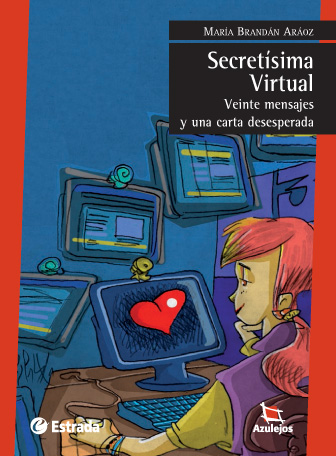 María Brandán Aráoz
Secretísima
Virtual
Veinte mensajes
y una carta desesperada
Estrada
Azulejos